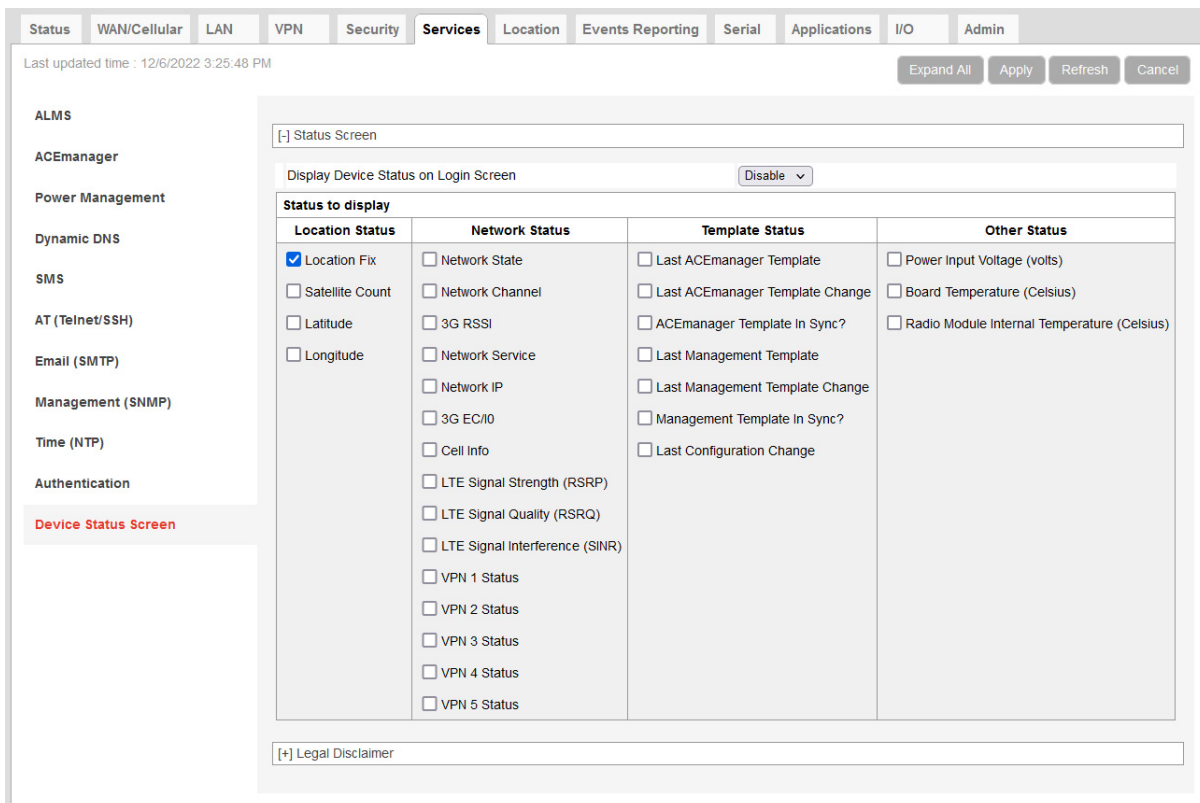 Status WAN/Cellular LAN VPN Security Services Location Events Reporting Serial Applications I/O Admin
Last updated time : 12/6/2022 3:25:48 PM
Expand All Apply Refresh Cancel
ALMS
ACEmanager
Power Management
Dynamic DNS
SMS
AT (Telnet/SSH)
Email (SMTP)
Management (SNMP)
Time (NTP)
Authentication
Device Status Screen
[-] Status Screen
Display Device Status on Login Screen Disable
Status to display
Location Status Network Status Template Status Other Status
Location Fix Network State Last ACEmanager Template Power Input Voltage (volts)
Satellite Count Network Channel Last ACEmanager Template Change Board Temperature (Celsius)
Latitude 3G RSSI ACEmanager Template In Sync? Radio Module Internal Temperature (Celsius)
Longitude Network Service Last Management Template
Network IP Last Management Template Change
3G EC/I0 Management Template In Sync?
Cell Info Last Configuration Change
LTE Signal Strength (RSRP)
LTE Signal Quality (RSRQ)
LTE Signal Interference (SINR)
VPN 1 Status
VPN 2 Status
VPN 3 Status
VPN 4 Status
VPN 5 Status
[+] Legal Disclaimer